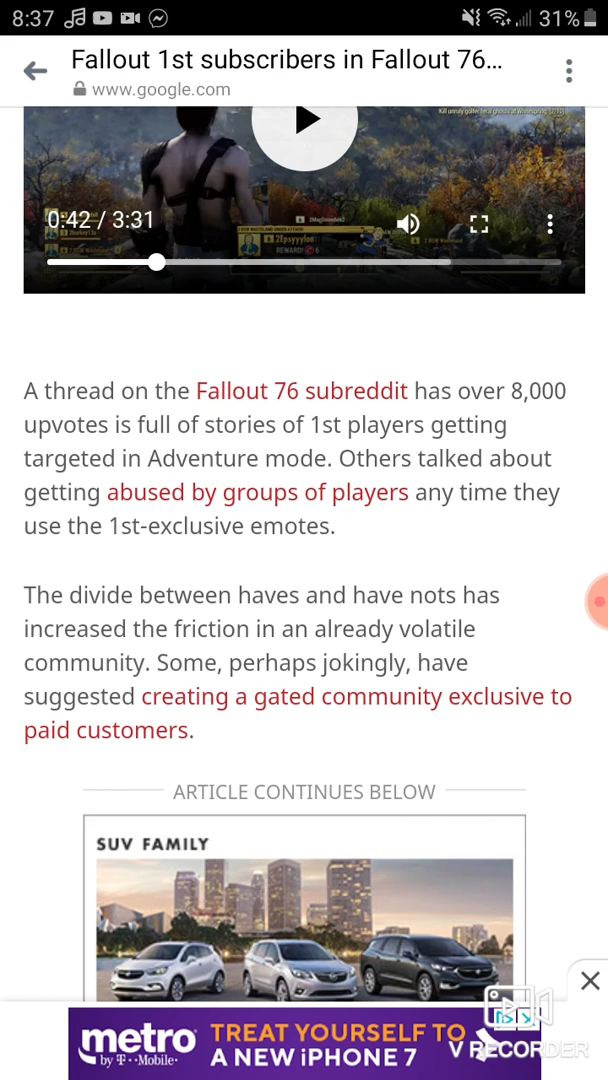 8:37
31%
Fallout 1st subscribers in Fallout 76...
www.google.com
0:42 / 3:31
REWARD!
A thread on the Fallout 76 subreddit has over 8,000
upvotes is full of stories of 1st players getting
targeted in Adventure mode. Others talked about
getting abused by groups of players any time they
use the 1st-exclusive emotes.
The divide between haves and have nots has
increased the friction in an already volatile
community. Some, perhaps jokingly, have
suggested creating a gated community exclusive to
paid customers.
ARTICLE CONTINUES BELOW
SUV FAMILY
metro
by T-Mobile
TREAT YOURSELF TO
A NEW iPHONE 7
V RECORDER